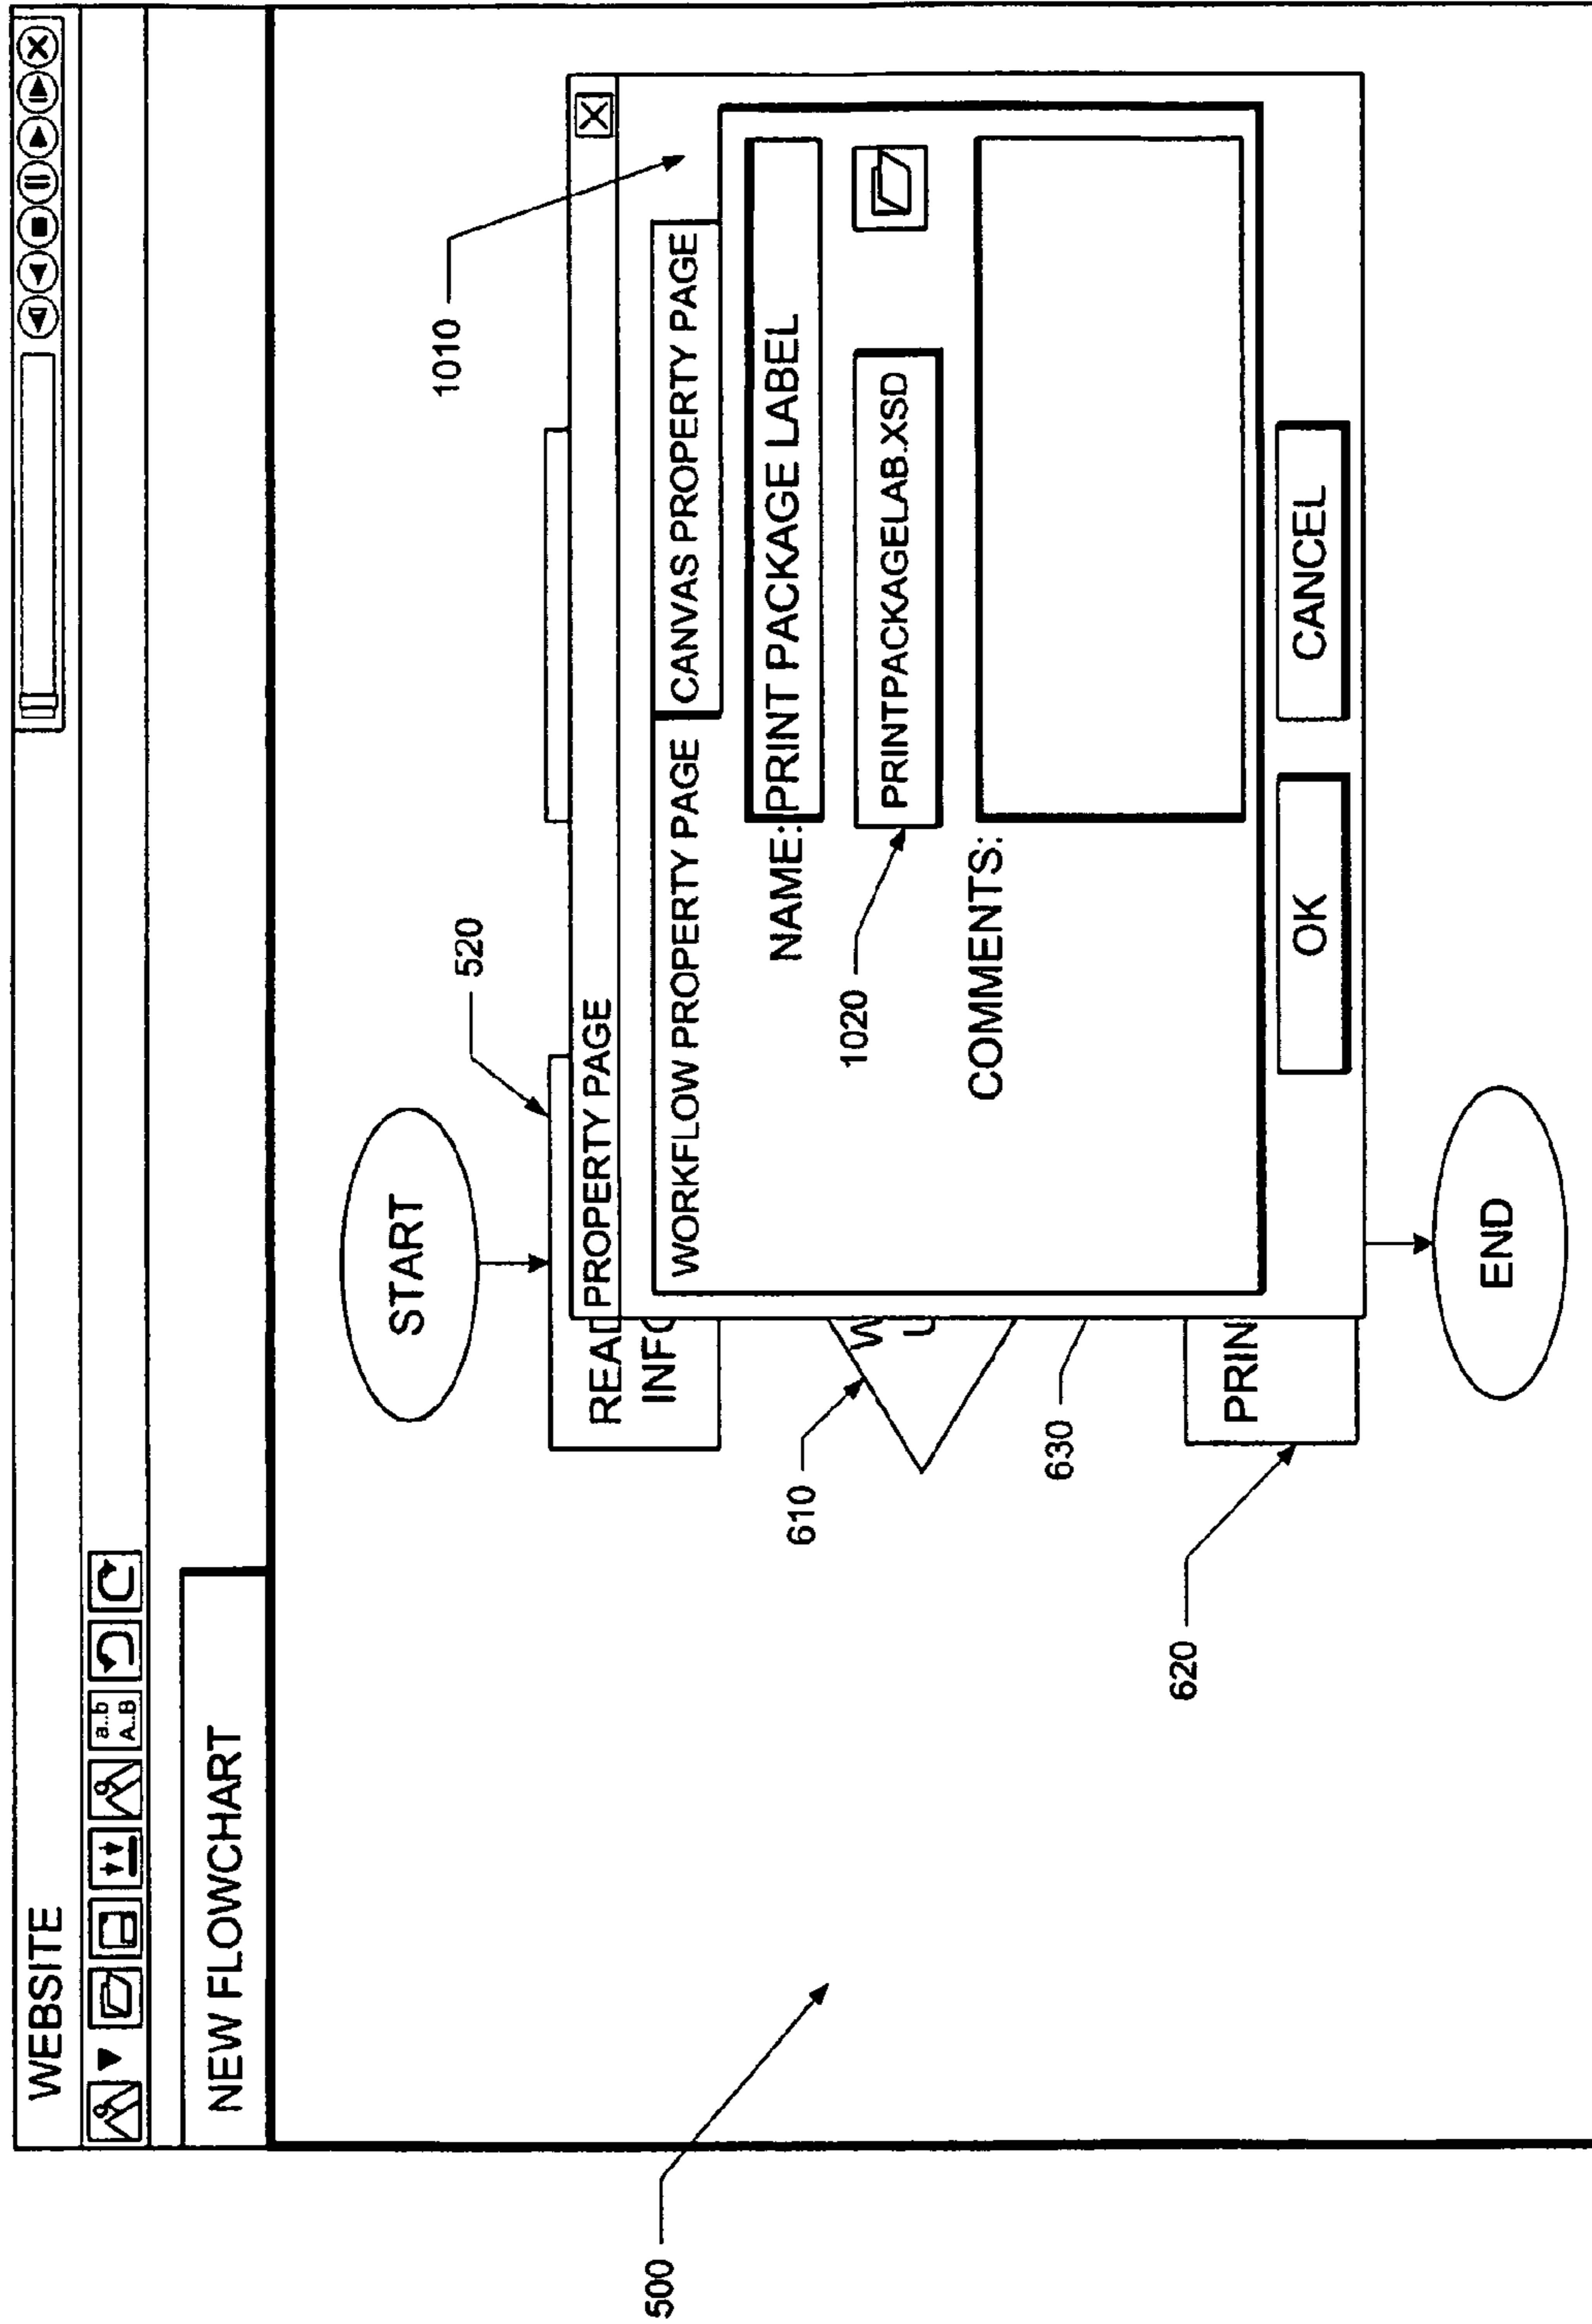 WEBSITE
a..b
A..B
NEW FLOWCHART
START
1010
520
READ
INFO
PROPERTY PAGE
X
WORKFLOW PROPERTY PAGE
CANVAS PROPERTY PAGE
NAME: PRINT PACKAGE LABEL
610
PRINTPACKAGELAB.XSD
1020
COMMENTS:
630
500
620
PRIN
OK
CANCEL
END